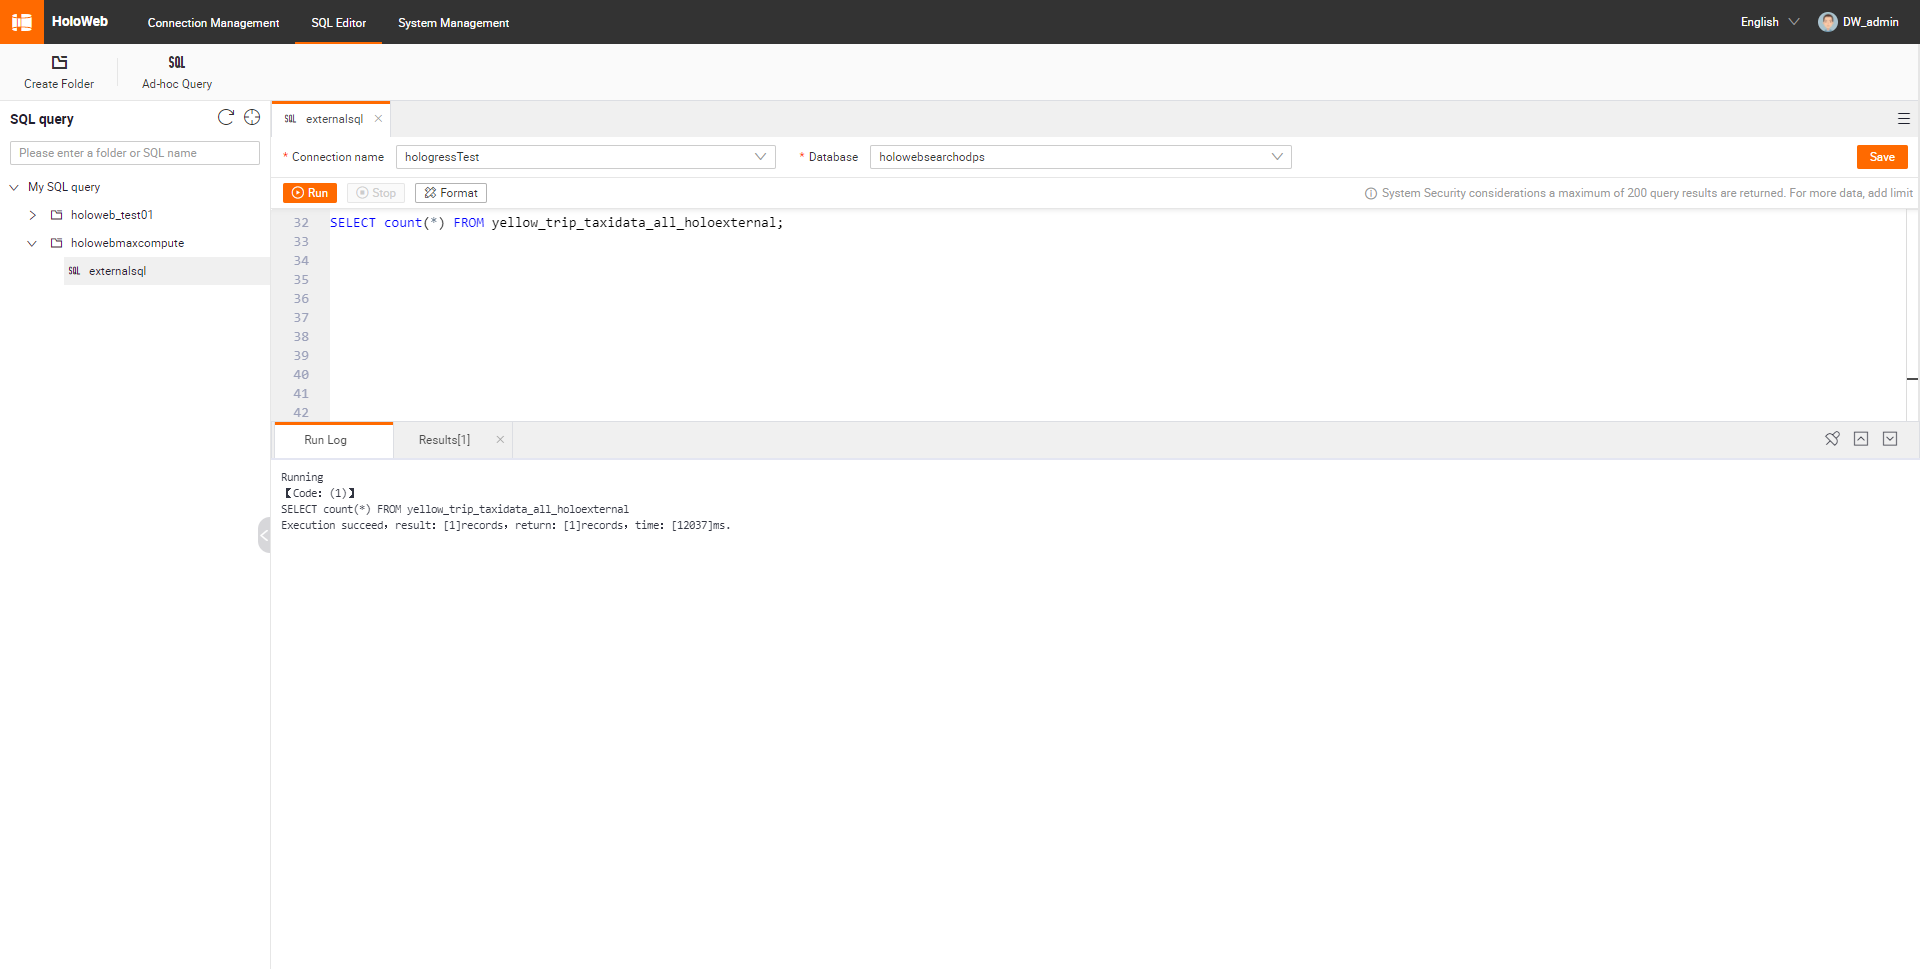 HoloWeb Connection Management SQL Editor System Management English DW_admin
Create Folder
SQL
Ad-hoc Query
SQL query
Please enter a folder or SQL name
My SQL query
holoweb_test01
holowebmaxcompute
SQL externalsql
SQL externalsql
* Connection name hologressTest * Database holowebsearchodps Save
Run Stop Format System Security considerations a maximum of 200 query results are returned. For more data, add limit
32 SELECT count(*) FROM yellow_trip_taxidata_all_holoexternal;
33
34
35
36
37
38
39
40
41
42
Run Log Results[1]
Running
【Code: (1)】
SELECT count(*) FROM yellow_trip_taxidata_all_holoexternal
Execution succeed, result: [1]records, return: [1]records, time: [12037]ms.